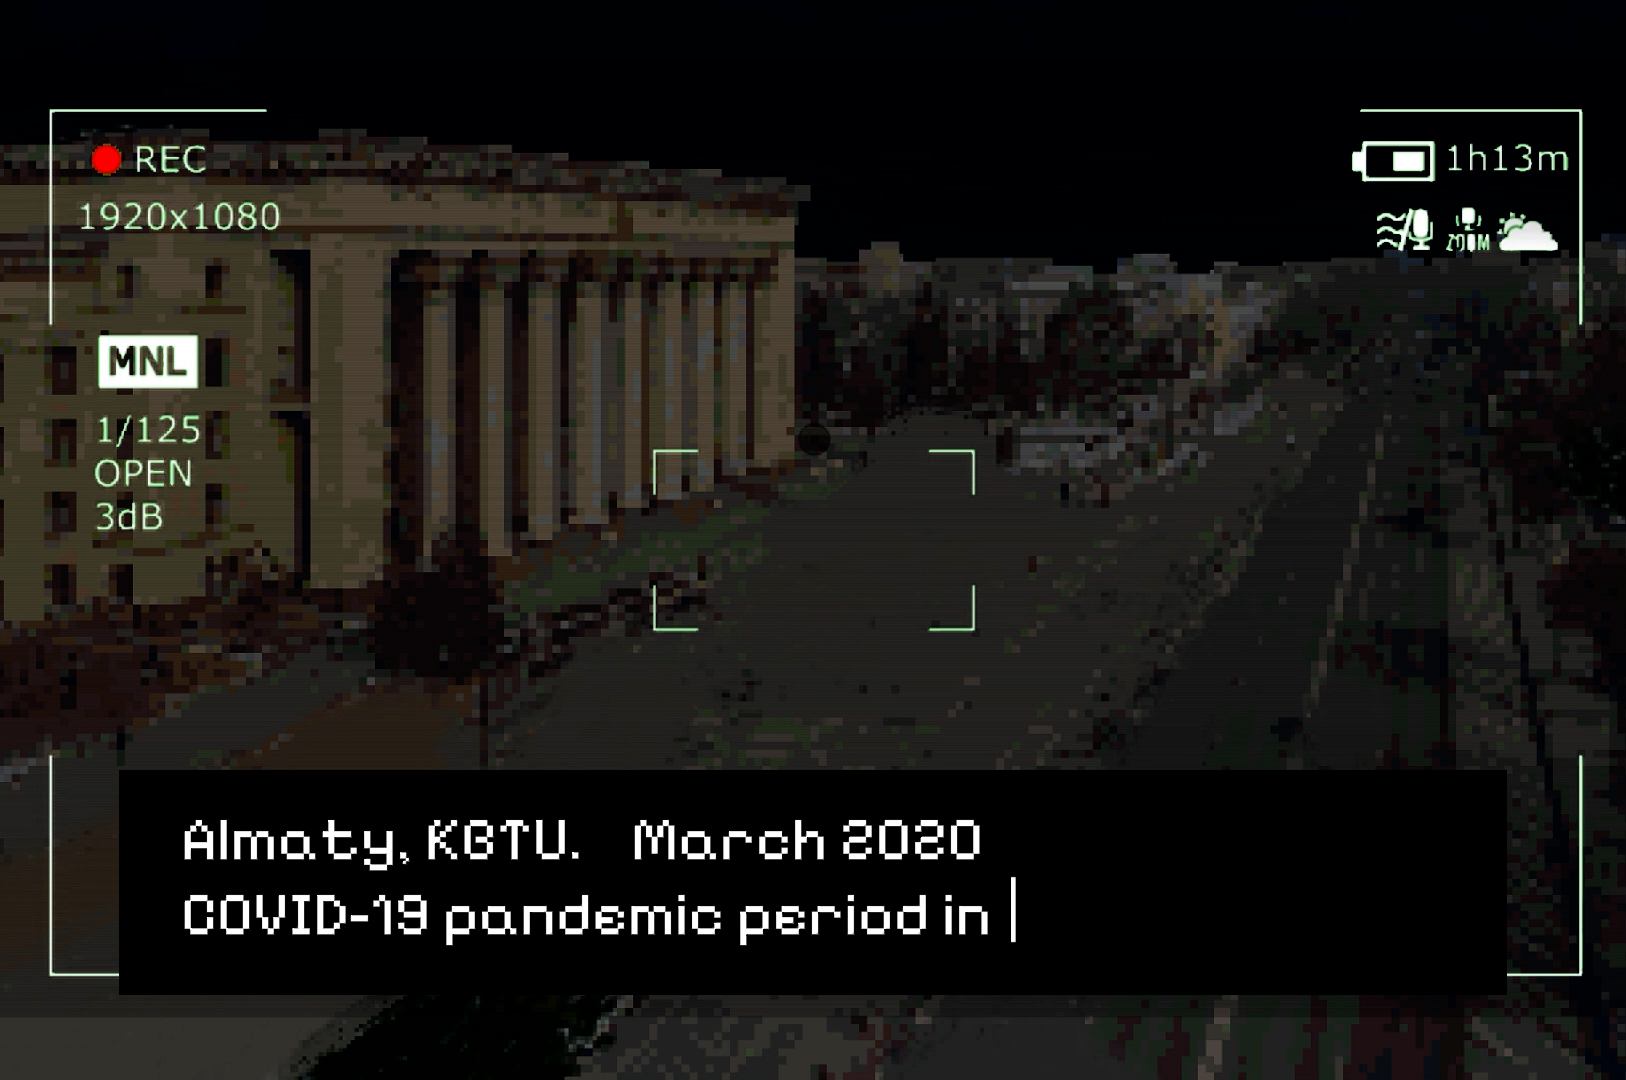 REC
1h13m
1920x1080
ZOOM
MNL
1/125
OPEN
3dB
Almaty, KBTU. March 2020
COVID-19 pandemic period in